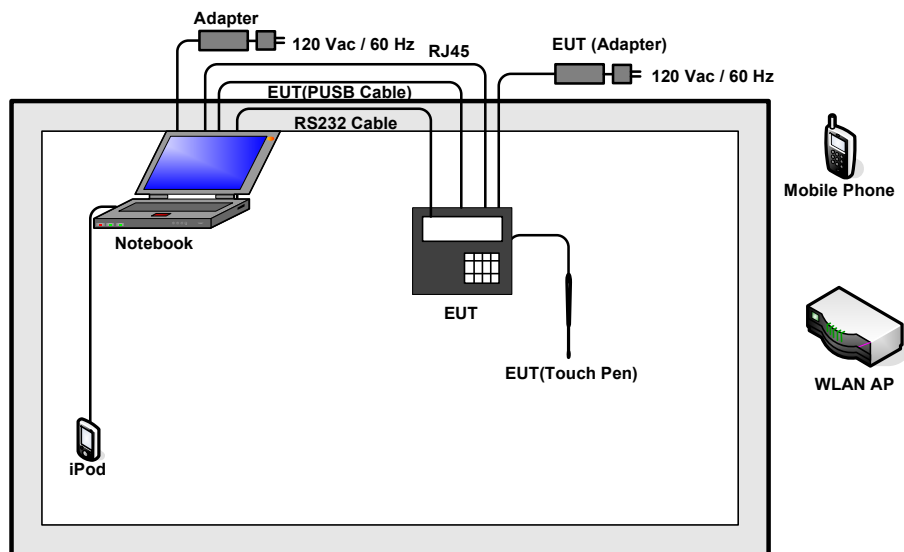 Adapter
120 Vac / 60 Hz
RJ45
EUT (Adapter)
120 Vac / 60 Hz
EUT(PUSB Cable)
RS232 Cable
Mobile Phone
Notebook
EUT
EUT(Touch Pen)
WLAN AP
iPod